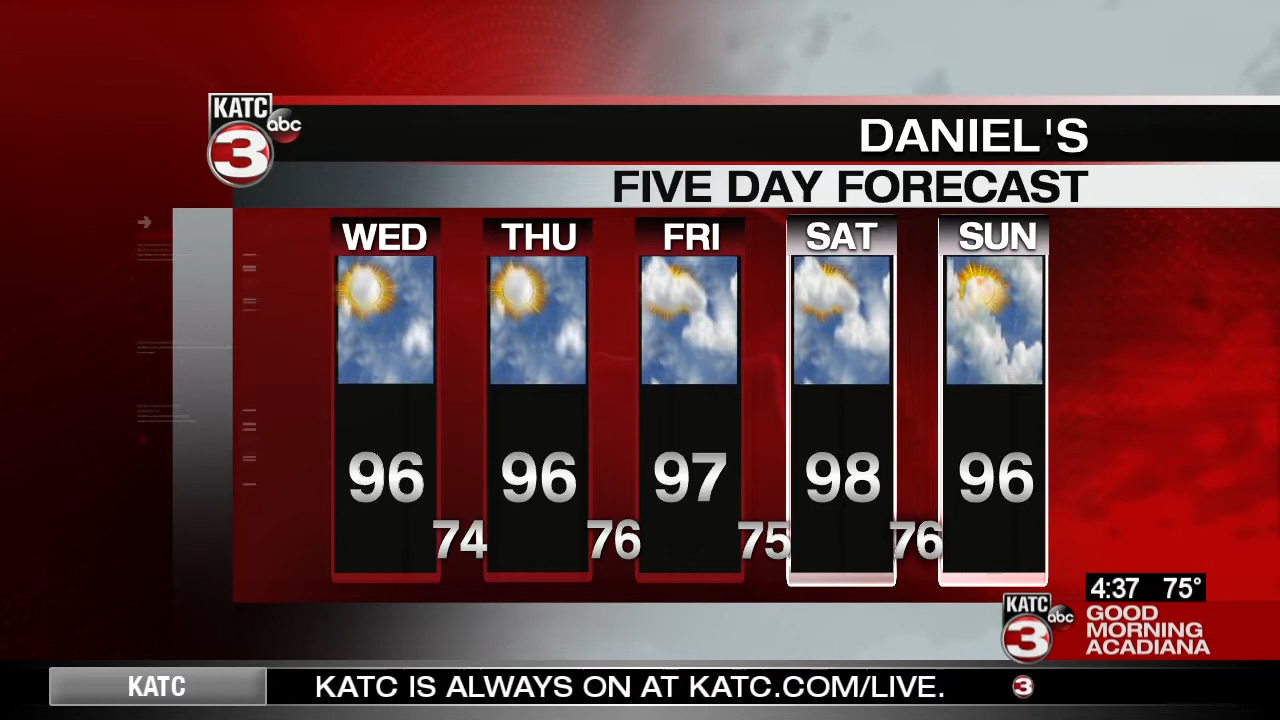 KATC
abc
3
DANIEL'S
FIVE DAY FORECAST
WED THU FRI SAT SUN
96 96 97 98 96
74 76 75 76
4:37 75°
KATC
abc
3
GOOD
MORNING
ACADIANA
KATC KATC IS ALWAYS ON AT KATC.COM/LIVE. 3